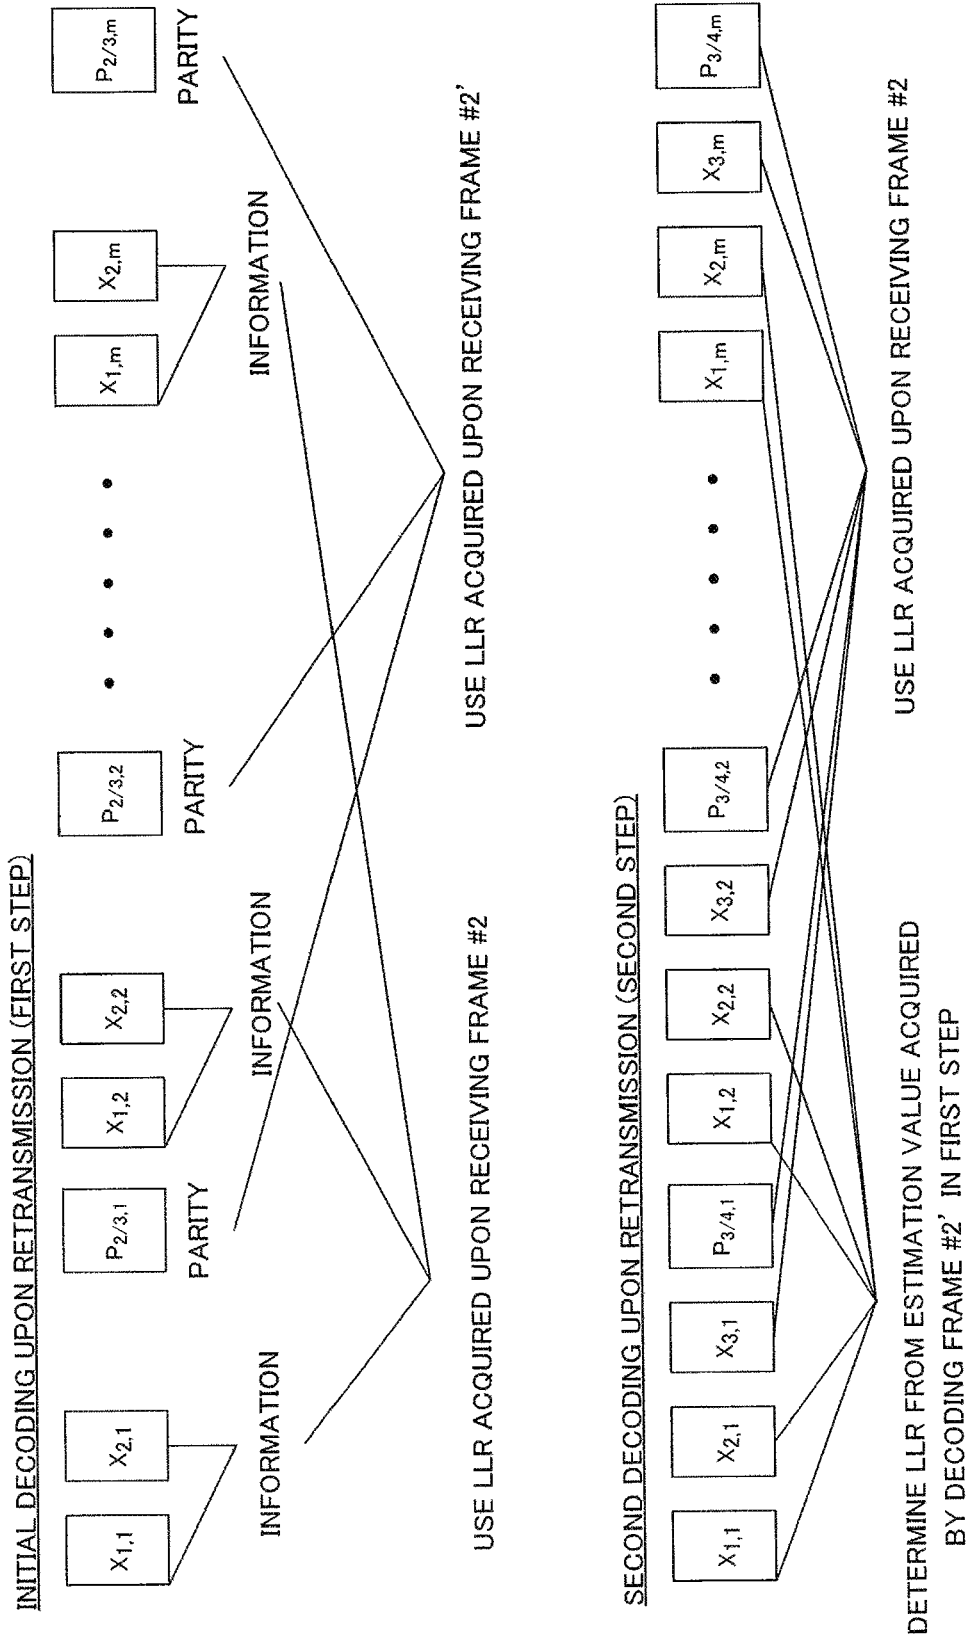 INITIAL DECODING UPON RETRANSMISSION (FIRST STEP)
X1,1 X2,1 P2/3,1 X1,2 X2,2 P2/3,2 X1,m X2,m P2/3,m
PARITY PARITY PARITY
INFORMATION INFORMATION INFORMATION
USE LLR ACQUIRED UPON RECEIVING FRAME #2
USE LLR ACQUIRED UPON RECEIVING FRAME #2'
SECOND DECODING UPON RETRANSMISSION (SECOND STEP)
X1,1 X2,1 X3,1 P3/4,1 X1,2 X2,2 X3,2 P3/4,2 X1,m X2,m X3,m P3/4,m
DETERMINE LLR FROM ESTIMATION VALUE ACQUIRED
BY DECODING FRAME #2' IN FIRST STEP
USE LLR ACQUIRED UPON RECEIVING FRAME #2